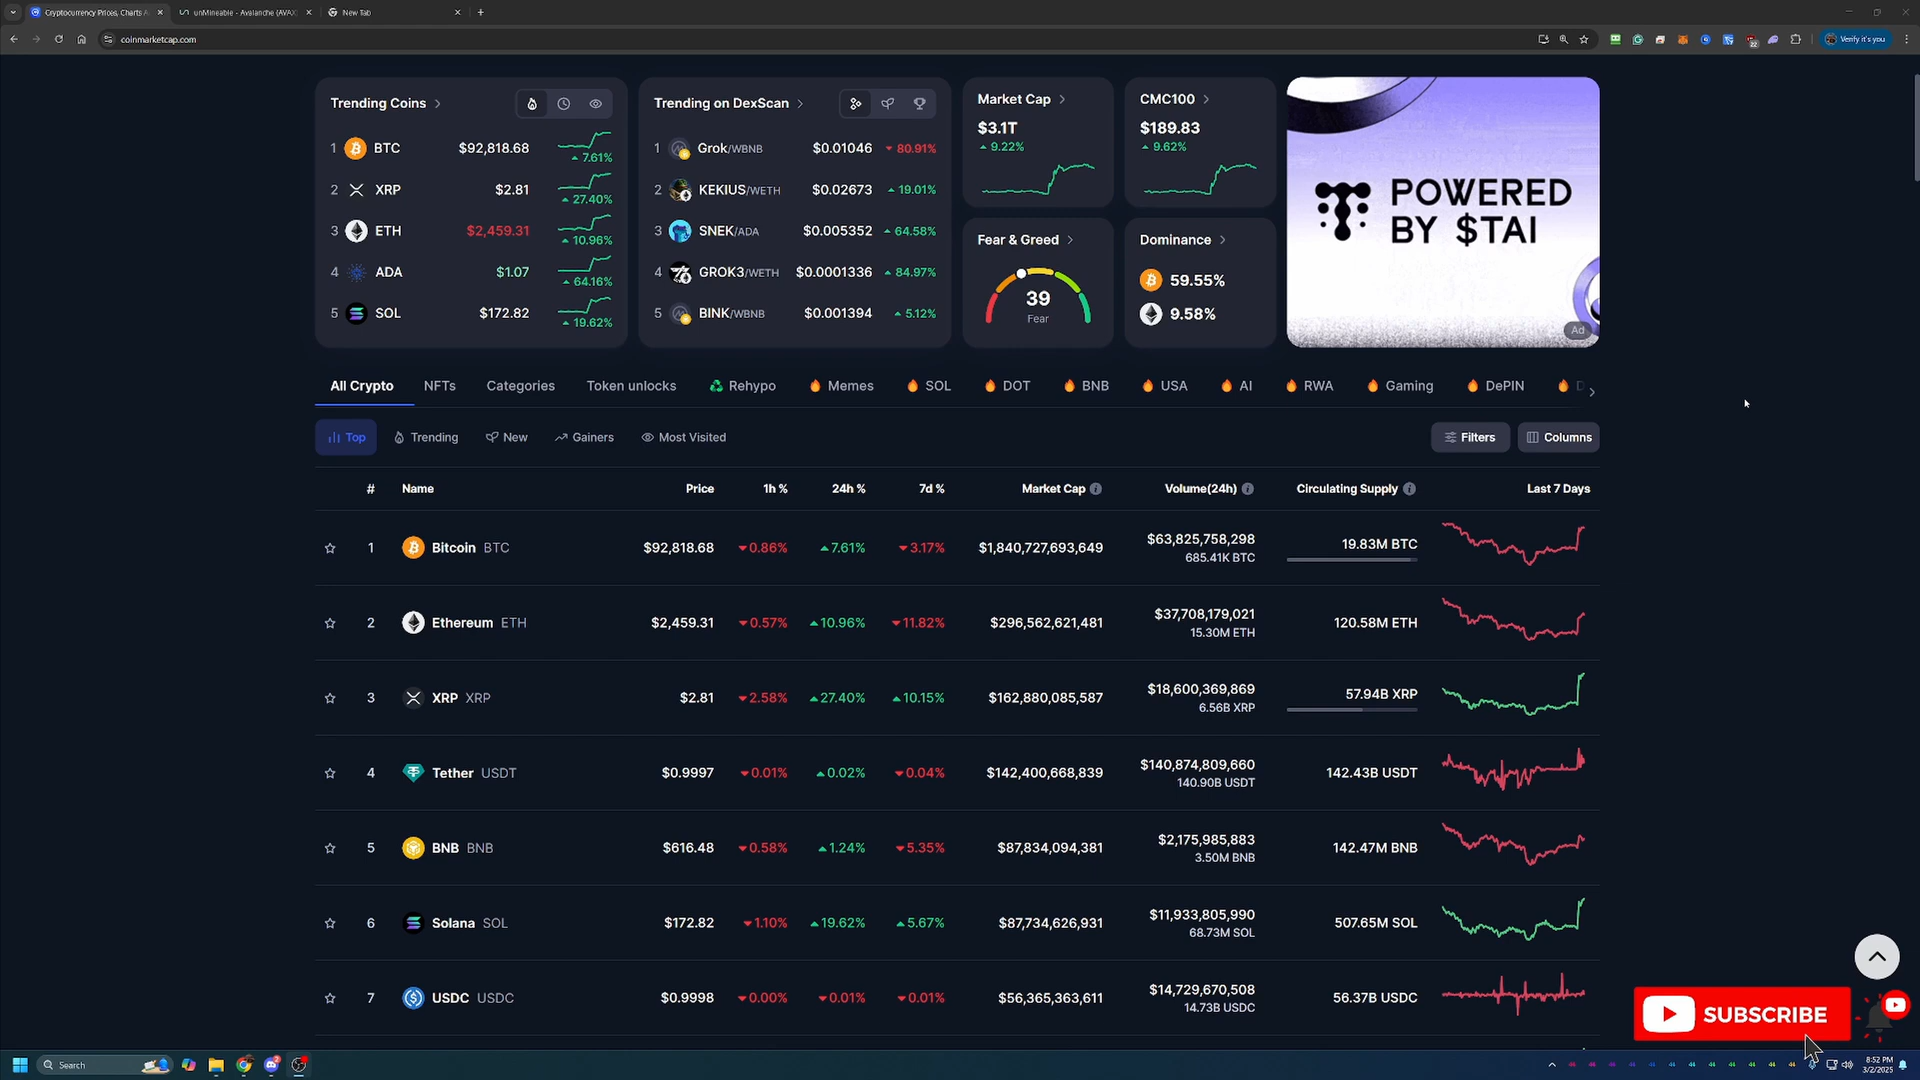 Cryptocurrency Prices, Charts A
unMineable - Avalanche (AVAX
New Tab
coinmarketcap.com
Verify it's you
Trending Coins
1 BTC $92,818.68 7.61%
2 XRP $2.81 27.40%
3 ETH $2,459.31 10.96%
4 ADA $1.07 64.16%
5 SOL $172.82 19.62%
Trending on DexScan
1 Grok/WBNB $0.01046 80.91%
2 KEKIUS/WETH $0.02673 19.01%
3 SNEK/ADA $0.005352 64.58%
4 GROK3/WETH $0.0001336 84.97%
5 BINK/WBNB $0.001394 5.12%
Market Cap
$3.1T
9.22%
CMC100
$189.83
9.62%
Fear & Greed
39
Fear
Dominance
59.55%
9.58%
POWERED
BY $TAI
Ad
All Crypto NFTs Categories Token unlocks Rehypo Memes SOL DOT BNB USA AI RWA Gaming DePIN D
Top Trending New Gainers Most Visited Filters Columns
# Name Price 1h % 24h % 7d % Market Cap Volume(24h) Circulating Supply Last 7 Days
1 Bitcoin BTC $92,818.68 0.86% 7.61% 3.17% $1,840,727,693,649 $63,825,758,298 19.83M BTC
685.41K BTC
2 Ethereum ETH $2,459.31 0.57% 10.96% 11.82% $296,562,621,481 $37,708,179,021 120.58M ETH
15.30M ETH
3 XRP XRP $2.81 2.58% 27.40% 10.15% $162,880,085,587 $18,600,369,869 57.94B XRP
6.56B XRP
4 Tether USDT $0.9997 0.01% 0.02% 0.04% $142,400,668,839 $140,874,809,660 142.43B USDT
140.90B USDT
5 BNB BNB $616.48 0.58% 1.24% 5.35% $87,834,094,381 $2,175,985,883 142.47M BNB
3.50M BNB
6 Solana SOL $172.82 1.10% 19.62% 5.67% $87,734,626,931 $11,933,805,990 507.65M SOL
68.73M SOL
7 USDC USDC $0.9998 0.00% 0.01% 0.01% $56,365,363,611 $14,729,670,508 56.37B USDC
14.73B USDC
SUBSCRIBE
Search
8:52 PM
3/2/2025